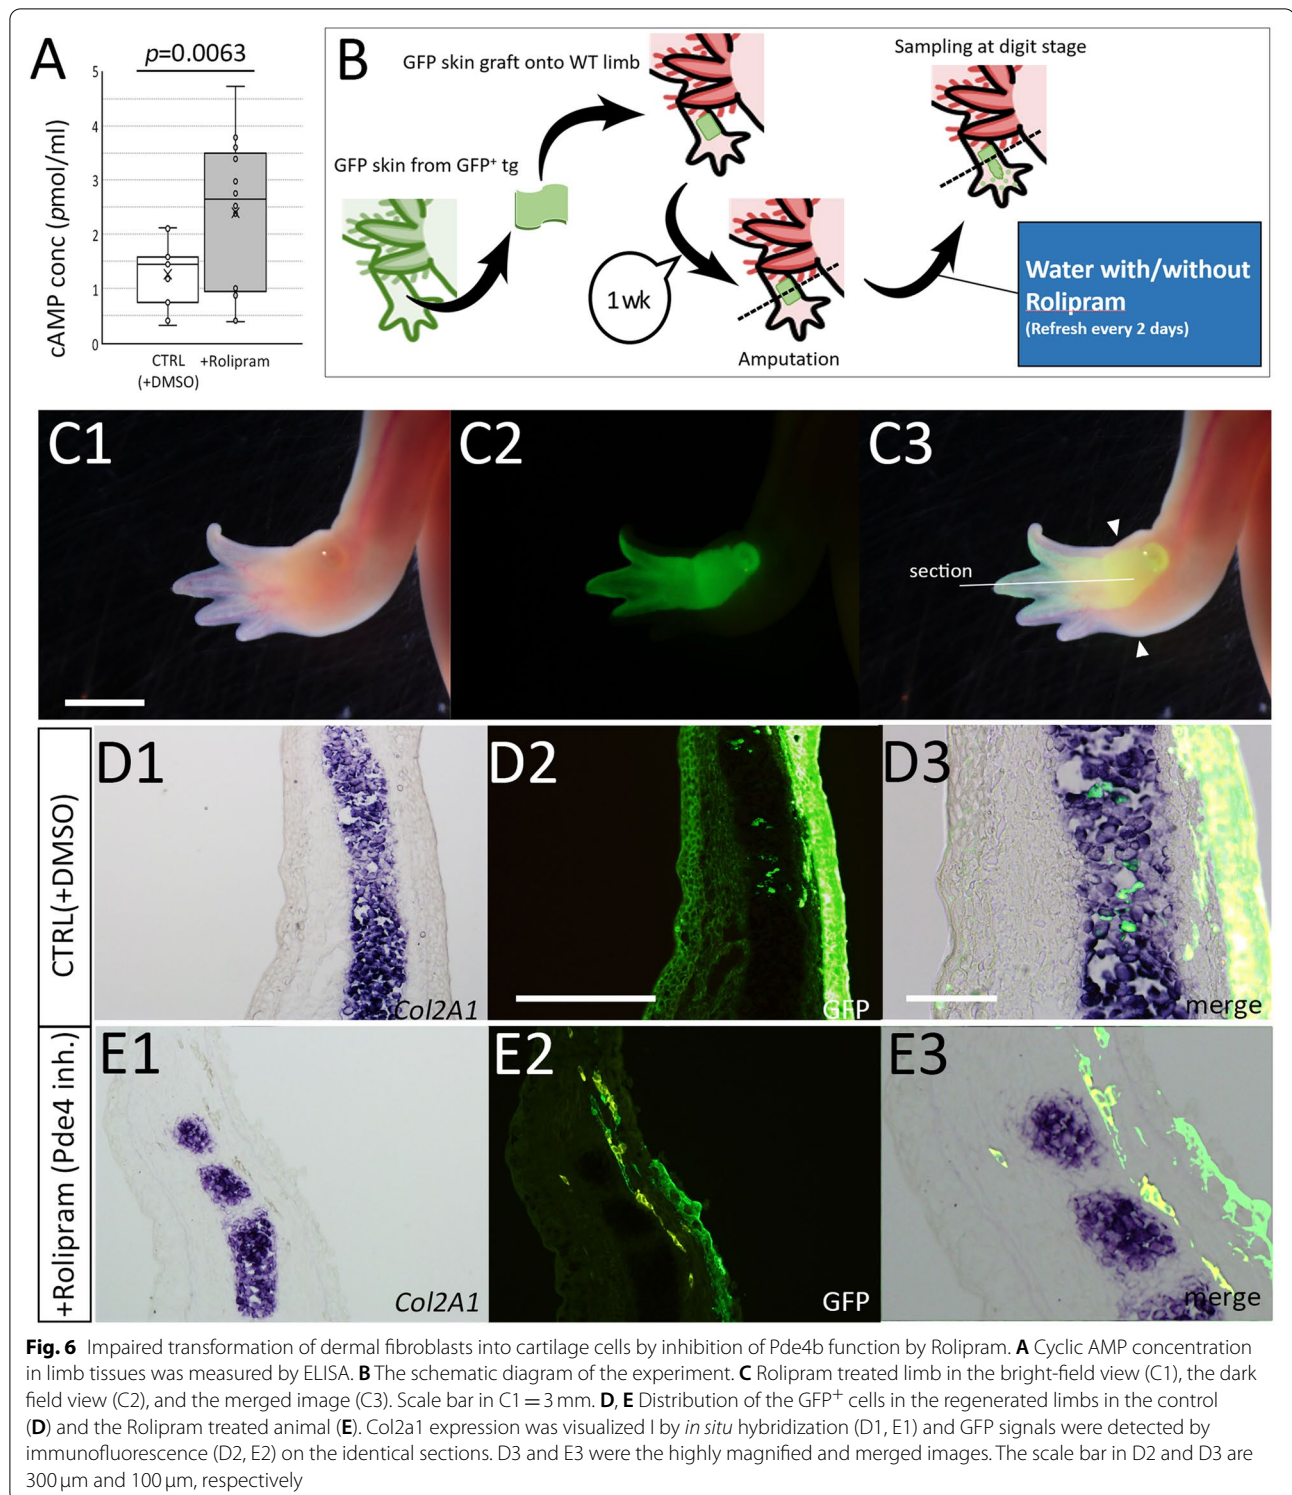 A
p=0.0063
cAMP conc (pmol/ml)
5
4
3
2
1
0
CTRL
(+DMSO)
+Rolipram
B
GFP skin graft onto WT limb
GFP skin from GFP⁺ tg
1wk
Amputation
Sampling at digit stage
Water with/without
Rolipram
(Refresh every 2 days)
C1
C2
C3
section
CTRL(+DMSO)
D1
Col2A1
D2
GFP
D3
merge
+Rolipram (Pde4 inh.)
E1
Col2A1
E2
GFP
E3
merge
Fig. 6 Impaired transformation of dermal fibroblasts into cartilage cells by inhibition of Pde4b function by Rolipram. A Cyclic AMP concentration
in limb tissues was measured by ELISA. B The schematic diagram of the experiment. C Rolipram treated limb in the bright-field view (C1), the dark
field view (C2), and the merged image (C3). Scale bar in C1 = 3 mm. D, E Distribution of the GFP⁺ cells in the regenerated limbs in the control
(D) and the Rolipram treated animal (E). Col2a1 expression was visualized I by in situ hybridization (D1, E1) and GFP signals were detected by
immunofluorescence (D2, E2) on the identical sections. D3 and E3 were the highly magnified and merged images. The scale bar in D2 and D3 are
300 μm and 100 μm, respectively